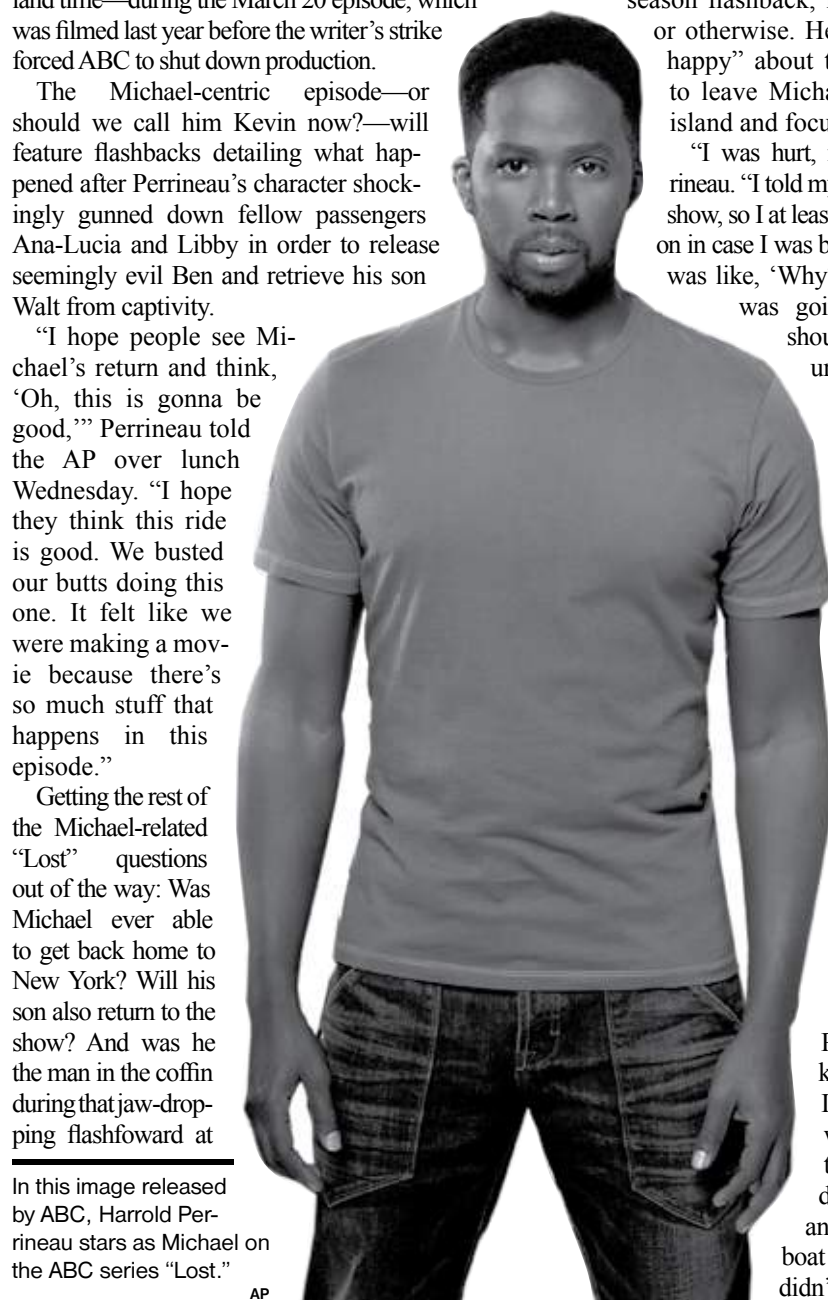 land time—during the March 20 episode, which
was filmed last year before the writer’s strike
forced ABC to shut down production.
The Michael-centric episode—or
should we call him Kevin now?—will
feature flashbacks detailing what hap-
pened after Perrineau’s character shock-
ingly gunned down fellow passengers
Ana-Lucia and Libby in order to release
seemingly evil Ben and retrieve his son
Walt from captivity.
“I hope people see Mi-
chael’s return and think,
‘Oh, this is gonna be
good,’” Perrineau told
the AP over lunch
Wednesday. “I hope
they think this ride
is good. We busted
our butts doing this
one. It felt like we
were making a mov-
ie because there’s
so much stuff that
happens in this
episode.”
Getting the rest of
the Michael-related
“Lost” questions
out of the way: Was
Michael ever able
to get back home to
New York? Will his
son also return to the
show? And was he
the man in the coffin
during that jaw-drop-
ping flashfoward at
In this image released
by ABC, Harrold Per-
rineau stars as Michael on
the ABC series “Lost.”
AP
season flashback,
or otherwise. He
happy” about t
to leave Micha
island and focu
“I was hurt,
rineau. “I told
show, so I at least
on in case I was b
was like, ‘Why
was goi
shou
an
boat
didn’